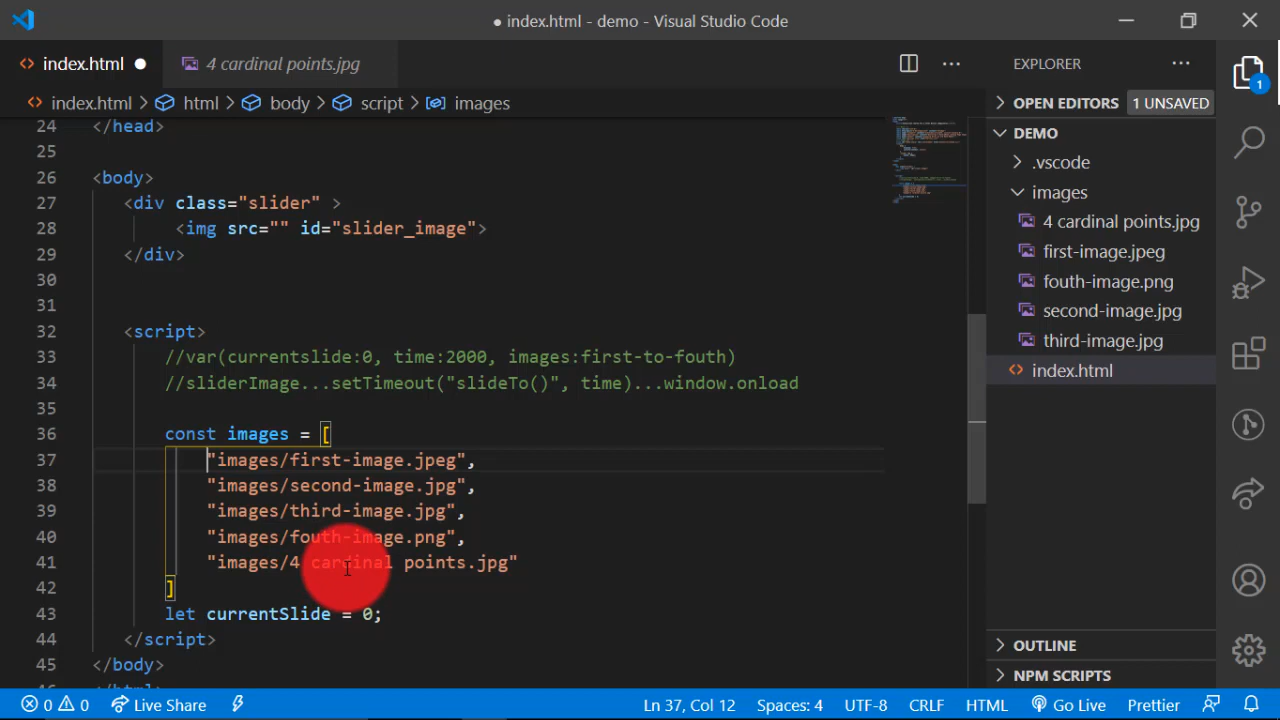 ● index.html - demo - Visual Studio Code
index.html ●
4 cardinal points.jpg
···
index.html > html > body > script > images
24 </head>
25
26 <body>
27 <div class="slider" >
28 <img src="" id="slider_image">
29 </div>
30
31
32 <script>
33 //var(currentslide:0, time:2000, images:first-to-fouth)
34 //sliderImage...setTimeout("slideTo()", time)...window.onload
35
36 const images = [
37 "images/first-image.jpeg",
38 "images/second-image.jpg",
39 "images/third-image.jpg",
40 "images/fouth-image.png",
41 "images/4 cardinal points.jpg"
42 ]
43 let currentSlide = 0;
44 </script>
45 </body>
46 </html>
EXPLORER ···
OPEN EDITORS 1 UNSAVED
DEMO
.vscode
images
4 cardinal points.jpg
first-image.jpeg
fouth-image.png
second-image.jpg
third-image.jpg
index.html
OUTLINE
NPM SCRIPTS
1
0 0 Live Share Ln 37, Col 12 Spaces: 4 UTF-8 CRLF HTML Go Live Prettier